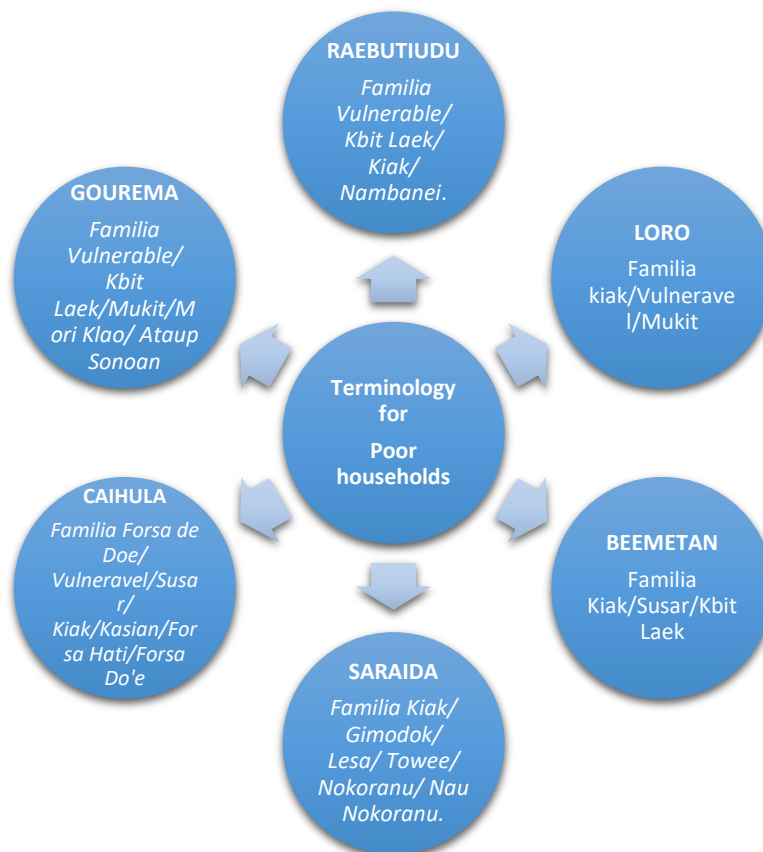 RAEBUTIUDU
Familia
Vulnerable/
Kbit Laek/
Kiak/
Nambanei.
GOUREMA
Familia
Vulnerable/
Kbit
Laek/Mukit/M
ori Klao/ Ataup
Sonoan
LORO
Familia
kiak/Vulnerave
l/Mukit
Terminology
for
Poor
households
CAIHULA
Familia Forsa de
Doe/
Vulneravel/Susa
r/
Kiak/Kasian/For
sa Hati/Forsa
Do'e
BEEMETAN
Familia
Kiak/Susar/Kbit
Laek
SARAIDA
Familia Kiak/
Gimodok/
Lesa/ Towee/
Nokoranu/ Nau
Nokoranu.